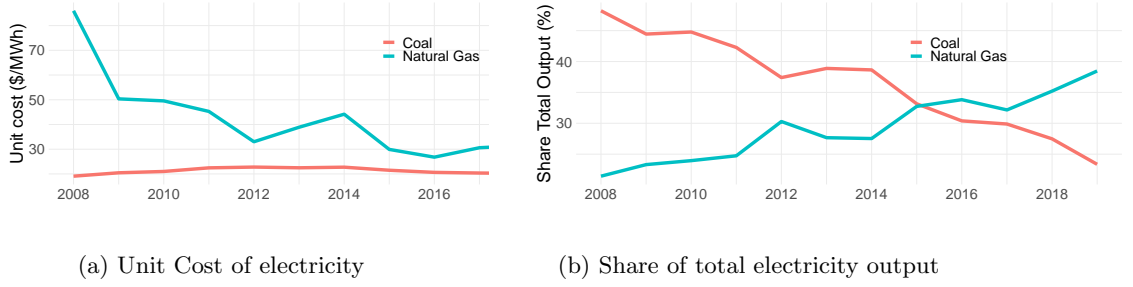 Unit cost ($/MWh)
70
50
30
Coal
Natural Gas
2008
2010
2012
2014
2016
(a) Unit Cost of electricity
Share Total Output (%)
40
30
Coal
Natural Gas
2008
2010
2012
2014
2016
2018
(b) Share of total electricity output